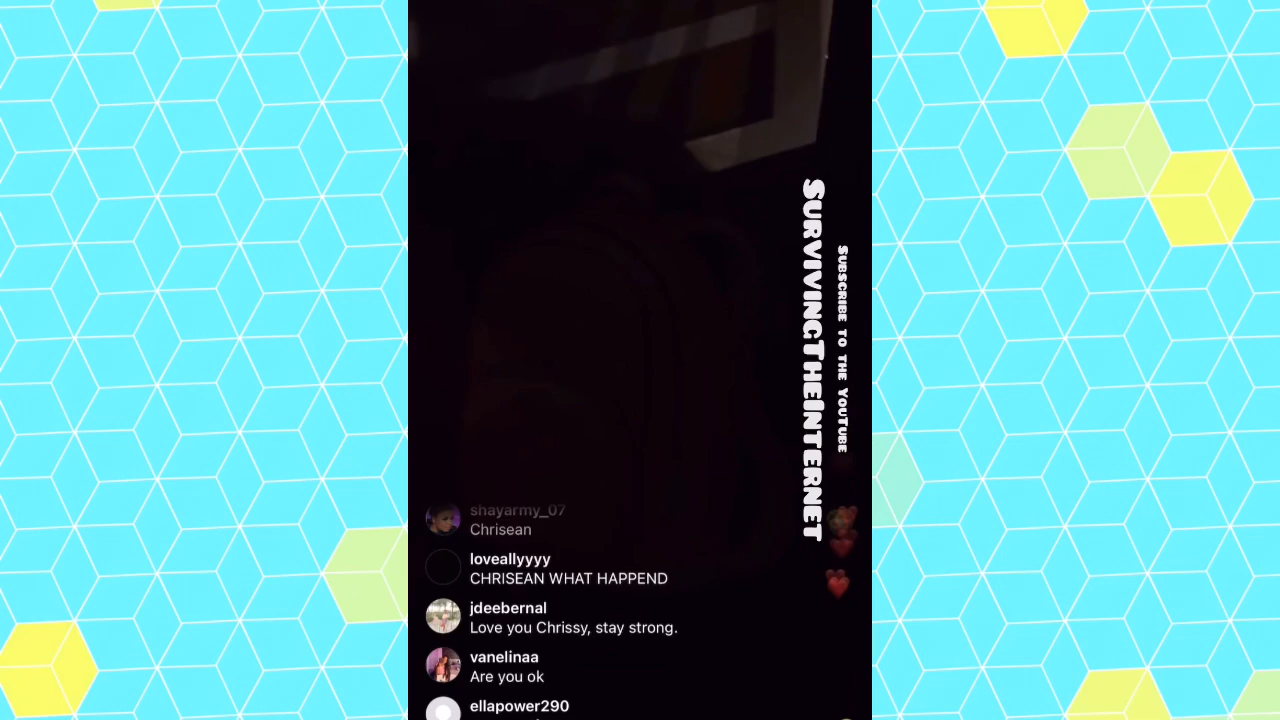 SurvivingTheInternet
Subscribe to the YouTube
shayarmy_07
Chrisean
loveallyyyy
CHRISEAN WHAT HAPPEND
jdeebernal
Love you Chrissy, stay strong.
vanelinaa
Are you ok
ellapower290